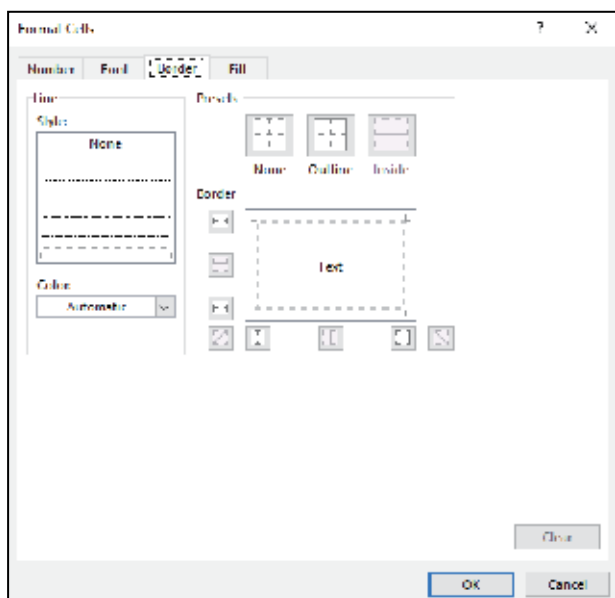 Format Cells ? X
Number Font Border Fill
Line
Style:
None
Color:
Automatic
Presets
None Outline Inside
Border
Text
Clear
OK Cancel